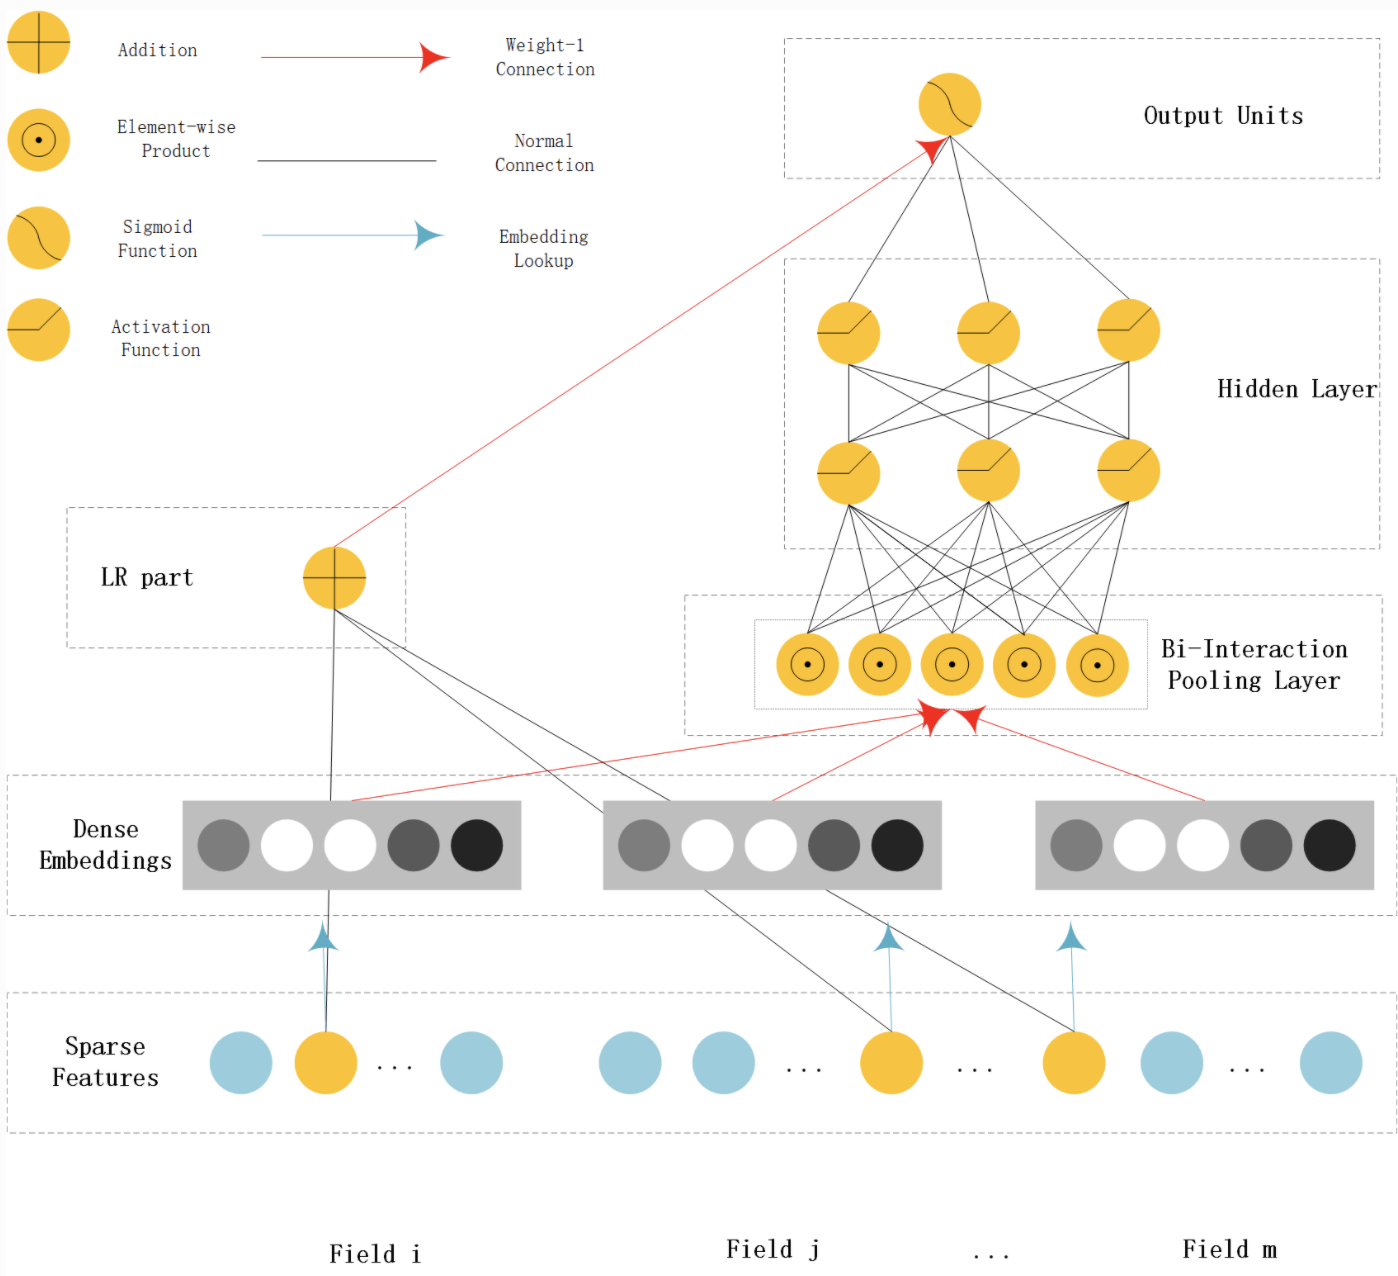 Addition
Weight-1
Connection
Element-wise
Product
Normal
Connection
Sigmoid
Function
Embedding
Lookup
Activation
Function
Output Units
Hidden Layer
LR part
Bi-Interaction
Pooling Layer
Dense
Embeddings
Sparse
Features
...
...
...
...
Field i
Field j
...
Field m